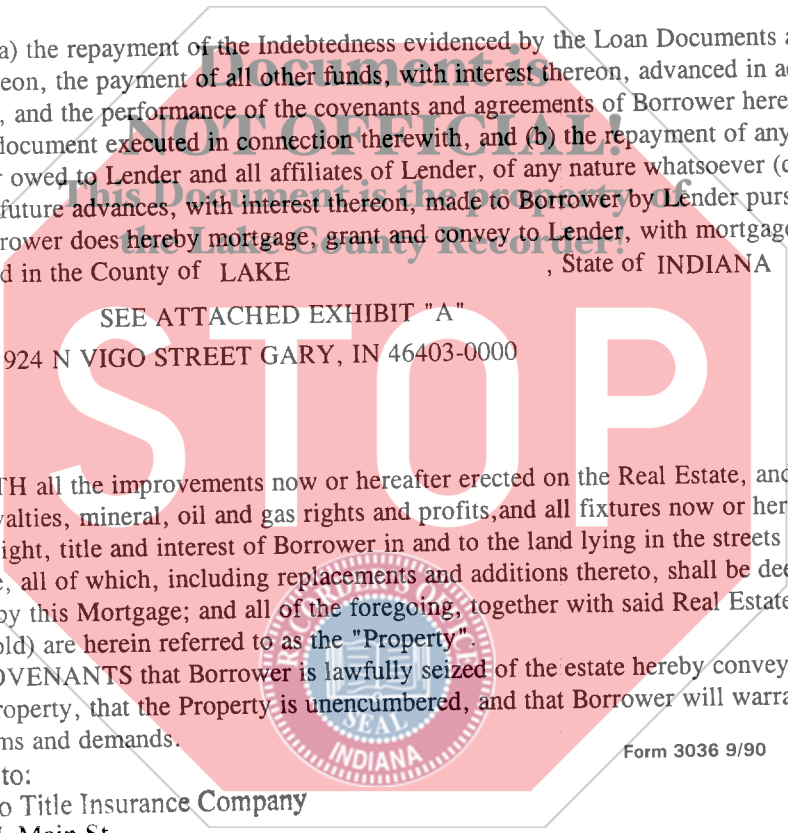 a) the repayment of the Indebtedness evidenced by the Loan Documents
eon, the payment of all other funds, with interest thereon, advanced in
, and the performance of the covenants and agreements of Borrower here
document executed in connection therewith, and (b) the repayment of any
r owed to Lender and all affiliates of Lender, of any nature whatsoever (
future advances, with interest thereon, made to Borrower by Lender purs
rower does hereby mortgage, grant and convey to Lender, with mortgag
d in the County of LAKE , State of INDIANA
SEE ATTACHED EXHIBIT "A"
924 N VIGO STREET GARY, IN 46403-0000
TH all the improvements now or hereafter erected on the Real Estate, and
yalties, mineral, oil and gas rights and profits,and all fixtures now or her
ight, title and interest of Borrower in and to the land lying in the streets
e, all of which, including replacements and additions thereto, shall be dee
by this Mortgage; and all of the foregoing, together with said Real Estate
old) are herein referred to as the "Property".
OVENANTS that Borrower is lawfully seized of the estate hereby convey
roperty, that the Property is unencumbered, and that Borrower will warra
ms and demands.
Form 3036 9/90
to:
o Title Insurance Company
Main St
Document is
NOT OFFICIAL!
This Document is the property of
the Lake County Recorder!
STOP
RECORDER'S OFFICE
SEAL
INDIANA